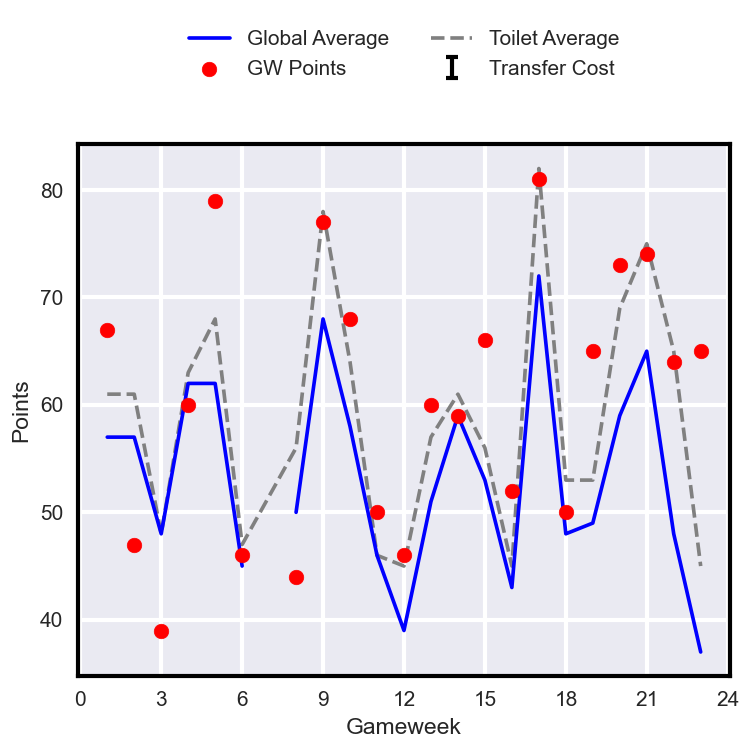 Global Average
Toilet Average
GW Points
Transfer Cost
80
70
60
50
40
Points
0 3 6 9 12 15 18 21 24
Gameweek